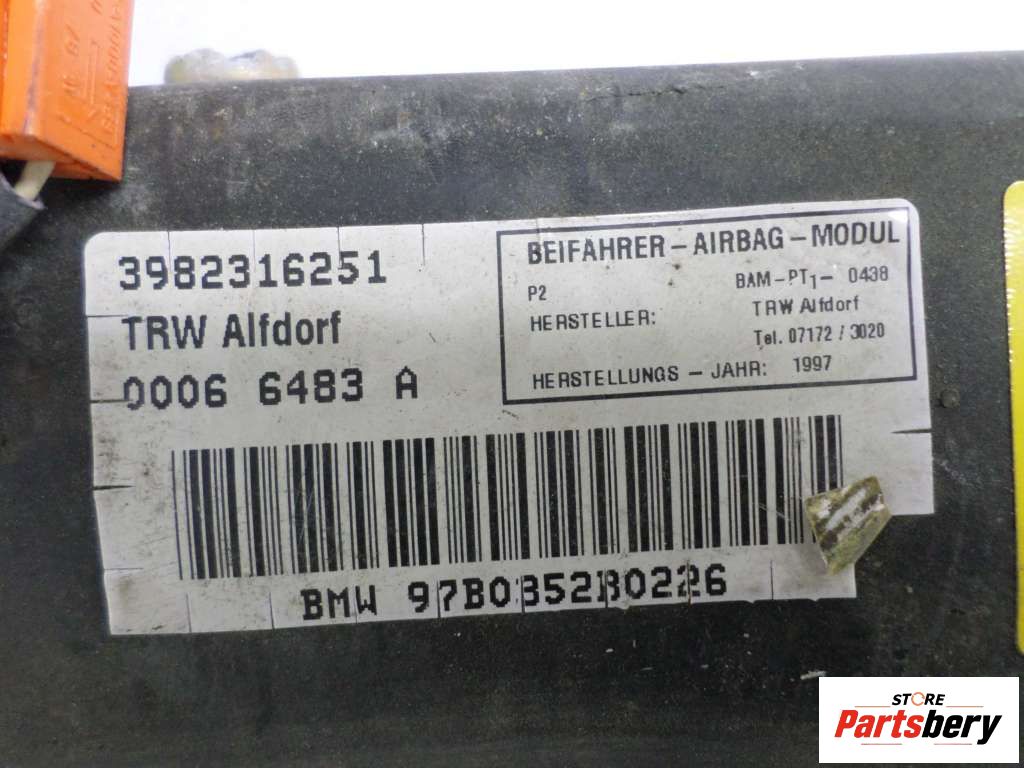 3982316251
TRW Alfdorf
0006 6483 A
BEIFAHRER-AIRBAG-MODUL
P2 BAM-PT1- 0438
HERSTELLER: TRW Alfdorf
Tel. 07172 / 3020
HERSTELLUNGS - JAHR: 1997
BMW 97B0352B0226
STORE
Partsbery